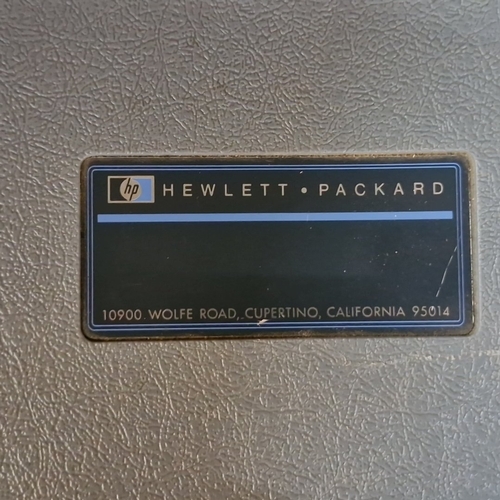 hp HEWLETT • PACKARD
10900 WOLFE ROAD, CUPERTINO, CALIFORNIA 95014